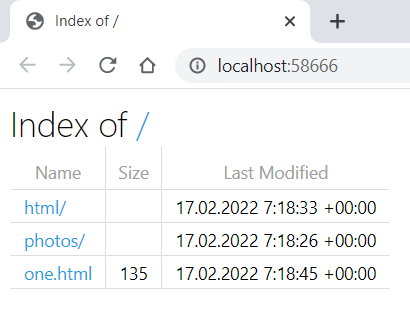 Index of /
localhost:58666
Index of /
Name Size Last Modified
html/ 17.02.2022 7:18:33 +00:00
photos/ 17.02.2022 7:18:26 +00:00
one.html 135 17.02.2022 7:18:45 +00:00